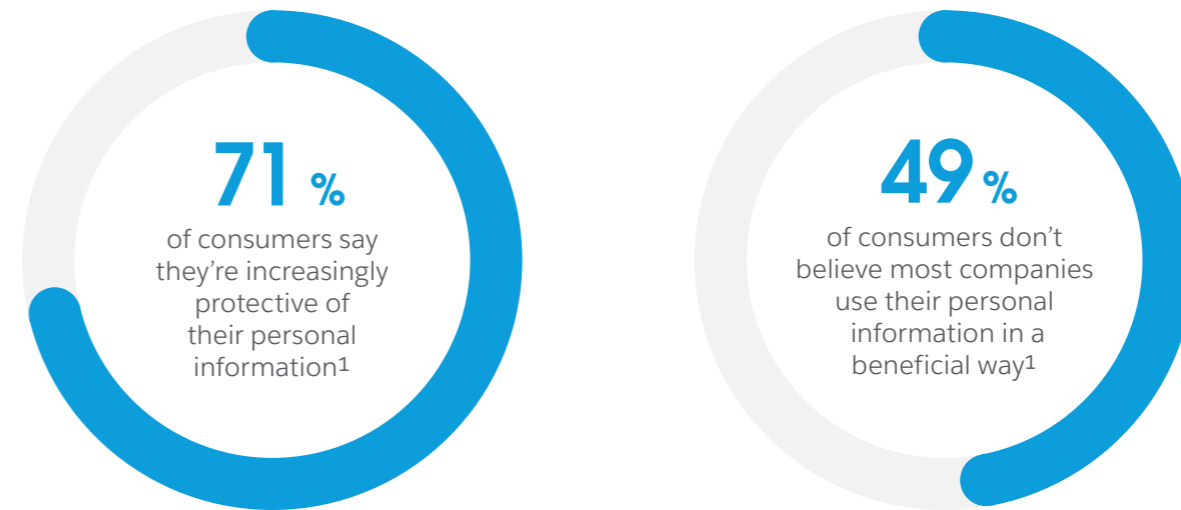 71 %
of consumers say
they’re increasingly
protective of
their personal
information1
49 %
of consumers don’t
believe most companies
use their personal
information in a
beneficial way1